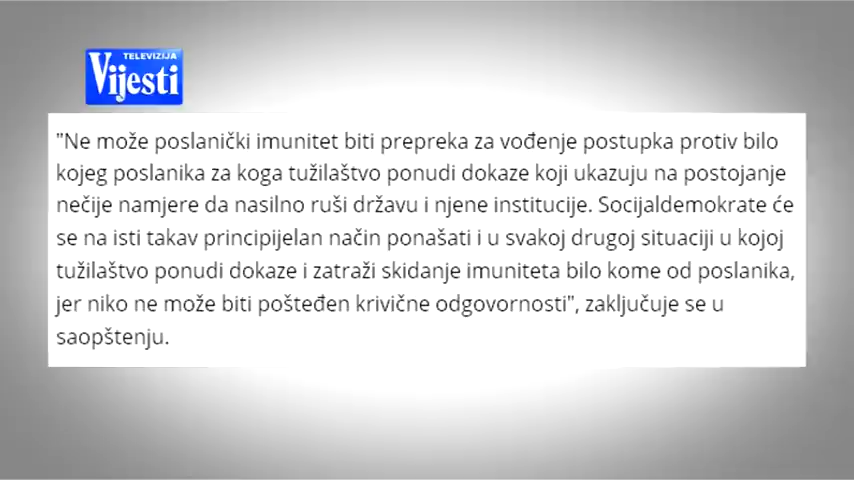 TELEVIZIJA
Vijesti
"Ne može poslanički imunitet biti prepreka za vođenje postupka protiv bilo
kojeg poslanika za koga tužilaštvo ponudi dokaze koji ukazuju na postojanje
nečije namjere da nasilno ruši državu i njene institucije. Socijaldemokrate će
se na isti takav principijelan način ponašati i u svakoj drugoj situaciji u kojoj
tužilaštvo ponudi dokaze i zatraži skidanje imuniteta bilo kome od poslanika,
jer niko ne može biti pošteđen krivične odgovornosti", zaključuje se u
saopštenju.